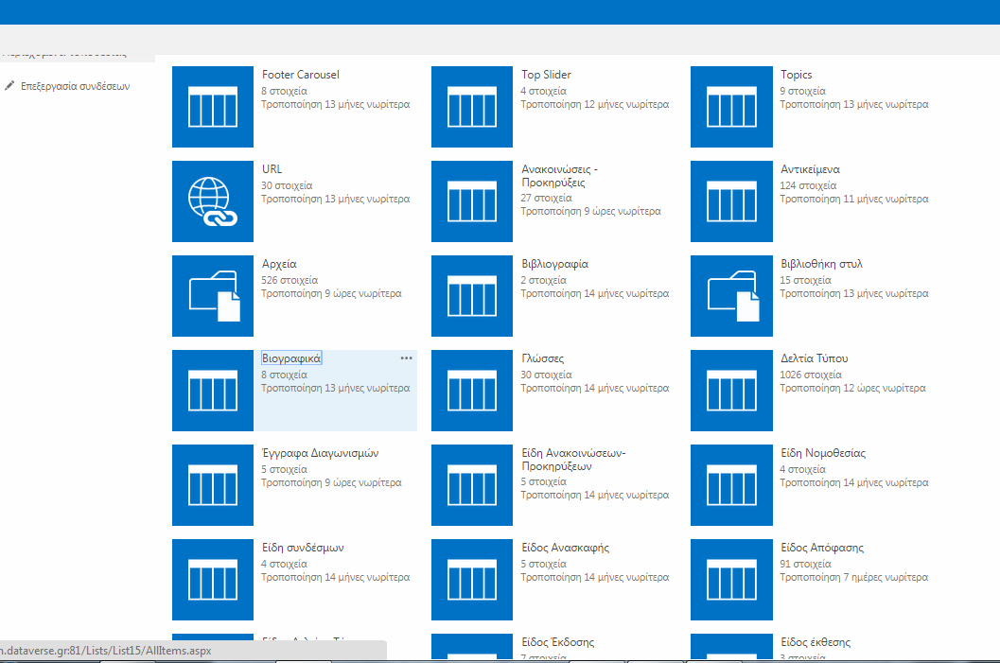 Επεξεργασία συνδέσεων
Footer Carousel
8 στοιχεία
Τροποποίηση 13 μήνες νωρίτερα
Top Slider
4 στοιχεία
Τροποποίηση 12 μήνες νωρίτερα
Topics
9 στοιχεία
Τροποποίηση 13 μήνες νωρίτερα
URL
30 στοιχεία
Τροποποίηση 13 μήνες νωρίτερα
Ανακοινώσεις -
Προκηρύξεις
27 στοιχεία
Τροποποίηση 9 ώρες νωρίτερα
Αντικείμενα
124 στοιχεία
Τροποποίηση 11 μήνες νωρίτερα
Αρχεία
526 στοιχεία
Τροποποίηση 9 ώρες νωρίτερα
Βιβλιογραφία
2 στοιχεία
Τροποποίηση 14 μήνες νωρίτερα
Βιβλιοθήκη στυλ
15 στοιχεία
Τροποποίηση 13 μήνες νωρίτερα
Βιογραφικά
8 στοιχεία
Τροποποίηση 13 μήνες νωρίτερα
Γλώσσες
30 στοιχεία
Τροποποίηση 14 μήνες νωρίτερα
Δελτία Τύπου
1026 στοιχεία
Τροποποίηση 12 ώρες νωρίτερα
Έγγραφα Διαγωνισμών
5 στοιχεία
Τροποποίηση 9 ώρες νωρίτερα
Είδη Ανακοινώσεων-
Προκηρύξεων
5 στοιχεία
Τροποποίηση 14 μήνες νωρίτερα
Είδη Νομοθεσίας
4 στοιχεία
Τροποποίηση 14 μήνες νωρίτερα
Είδη συνδέσμων
4 στοιχεία
Τροποποίηση 14 μήνες νωρίτερα
Είδος Ανασκαφής
5 στοιχεία
Τροποποίηση 14 μήνες νωρίτερα
Είδος Απόφασης
91 στοιχεία
Τροποποίηση 7 ημέρες νωρίτερα
Είδος Έκδοσης
7 στοιχεία
Είδος έκθεσης
3 στοιχεία
n.dataverse.gr:81/Lists/List15/AllItems.aspx